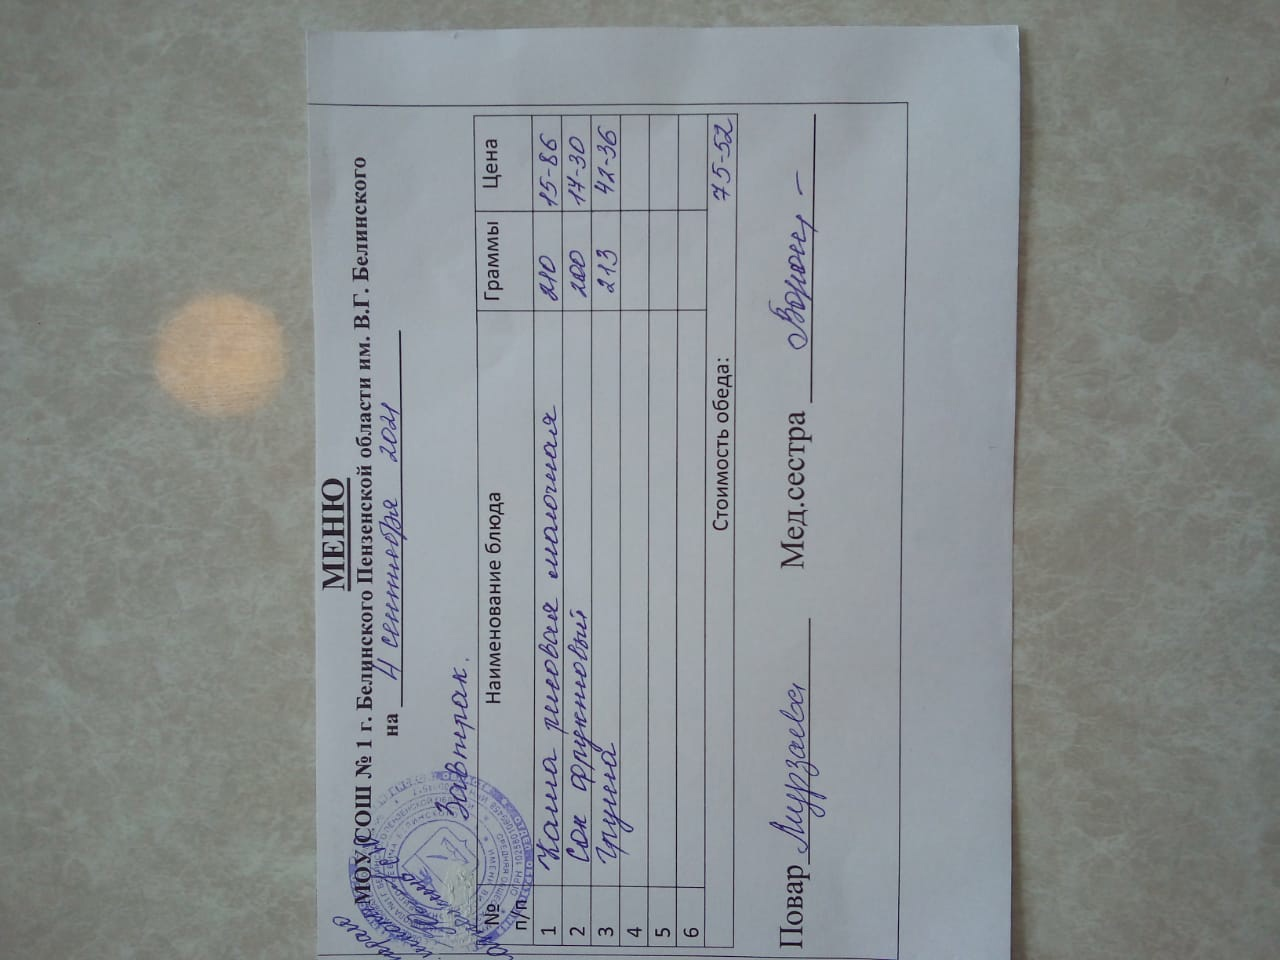 МЕНЮ
МОУ СОШ № 1 г. Белинского Пензенской области им. В.Г. Белинского
на 4 сентября 2021
Завтрак.
№ п/п Наименование блюда Граммы Цена
1 Каша рисовая молочная 210 15-86
2 Сок фруктовый 200 17-30
3 груша 213 42-36
4
5
6
Стоимость обеда: 75-52
Повар Мурзаева Мед.сестра